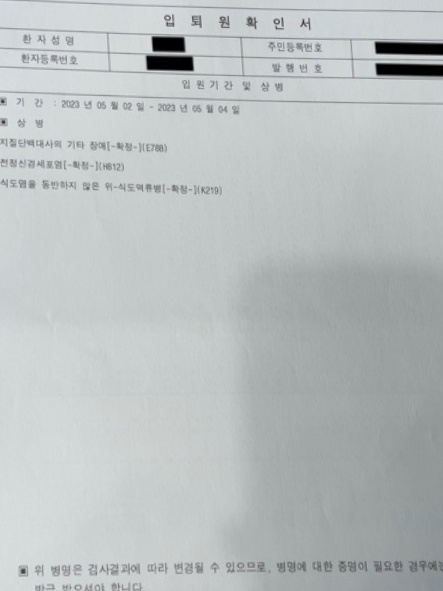 입 퇴 원 확 인 서
환 자 성 명
주민등록번호
환자등록번호
발 행 번 호
입 원 기 간 및 상 병
▣ 기 간 : 2023 년 05 월 02 일 - 2023 년 05 월 04 일
▣ 상 병
지질단백대사의 기타 장애[-확정-](E788)
전정신경세포염[-확정-](H812)
식도염을 동반하지 않은 위-식도역류병[-확정-](K219)
▣ 위 병명은 검사결과에 따라 변경될 수 있으므로, 병명에 대한 증명이 필요한 경우에는
발급 받으셔야 합니다.